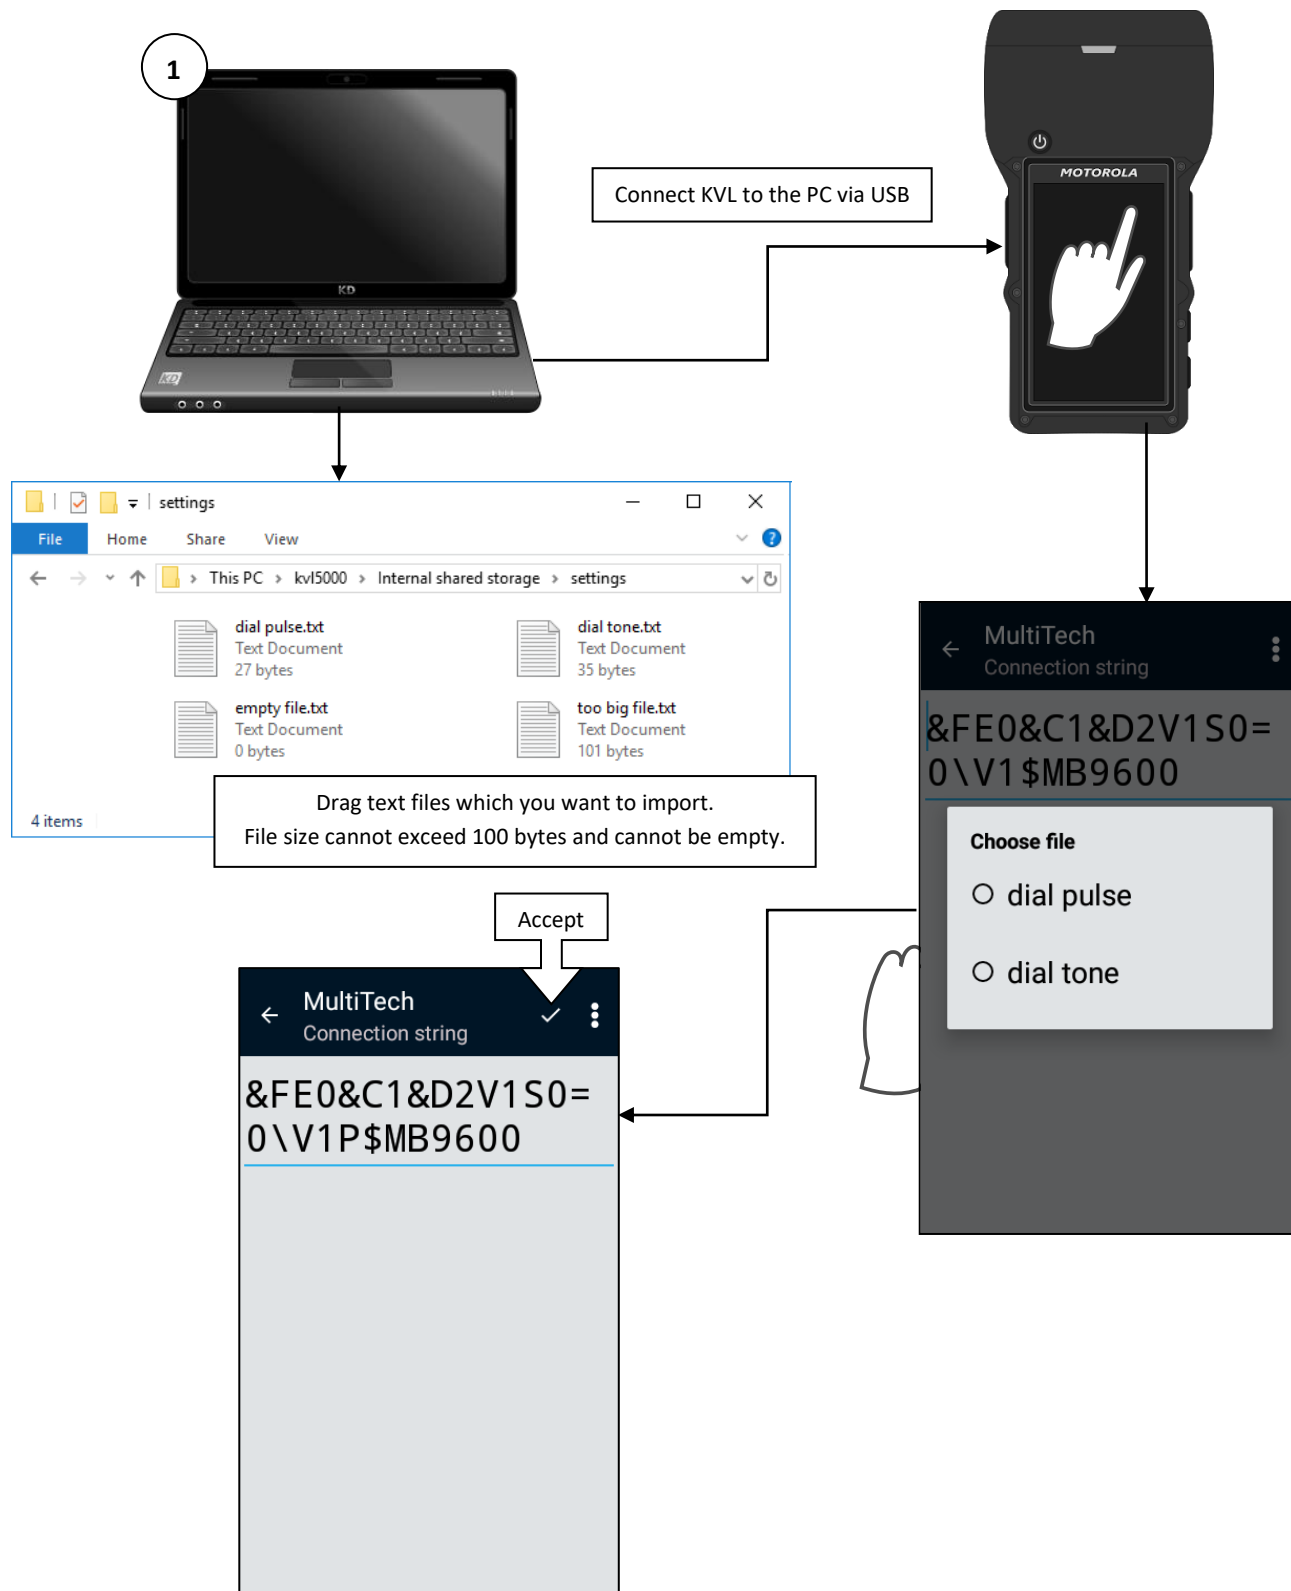 1
KD
KD
Connect KVL to the PC via USB
MOTOROLA
settings
File Home Share View
This PC > kvl5000 > Internal shared storage > settings
dial pulse.txt
Text Document
27 bytes
dial tone.txt
Text Document
35 bytes
empty file.txt
Text Document
0 bytes
too big file.txt
Text Document
101 bytes
4 items
Drag text files which you want to import.
File size cannot exceed 100 bytes and cannot be empty.
MultiTech
Connection string
&FE0&C1&D2V1S0=
0\V1$MB9600
Choose file
dial pulse
dial tone
Accept
MultiTech
Connection string
&FE0&C1&D2V1S0=
0\V1P$MB9600